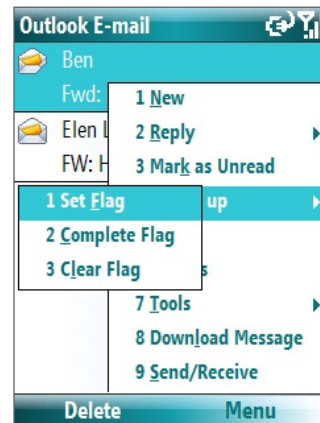 Outlook E-mail
Ben
Fwd:
Elen
FW:
1 New
2 Reply
3 Mark as Unread
up
1 Set Flag
2 Complete Flag
3 Clear Flag
s
7 Tools
8 Download Message
9 Send/Receive
Delete Menu